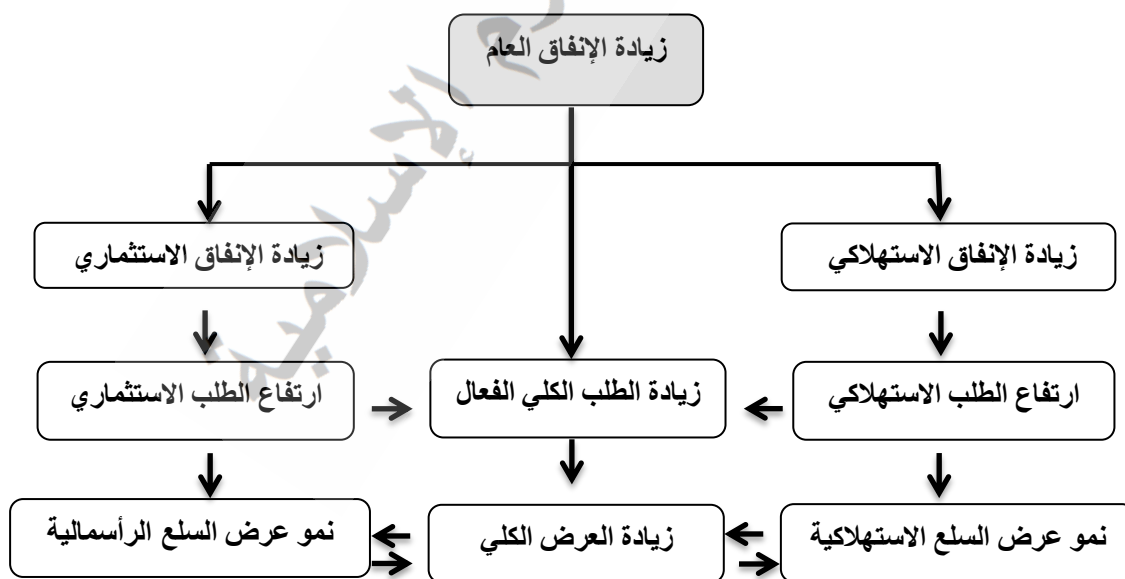 زيادة الإنفاق العام
زيادة الإنفاق الاستهلاكي
زيادة الإنفاق الاستثماري
ارتفاع الطلب الاستهلاكي
زيادة الطلب الكلي الفعال
ارتفاع الطلب الاستثماري
نمو عرض السلع الاستهلاكية
زيادة العرض الكلي
نمو عرض السلع الرأسمالية
الإسلامية